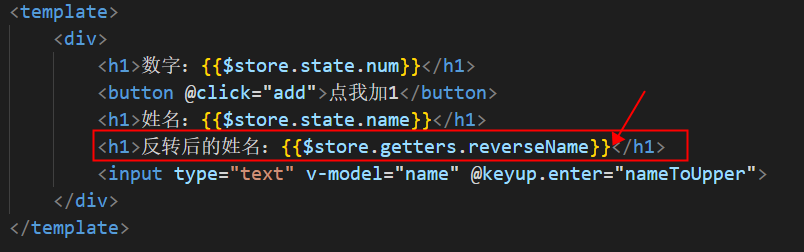 <template>
<div>
<h1>数字：{{$store.state.num}}</h1>
<button @click="add">点我加1</button>
<h1>姓名：{{$store.state.name}}</h1>
<h1>反转后的姓名：{{$store.getters.reverseName}}</h1>
<input type="text" v-model="name" @keyup.enter="nameToUpper">
</div>
</template>